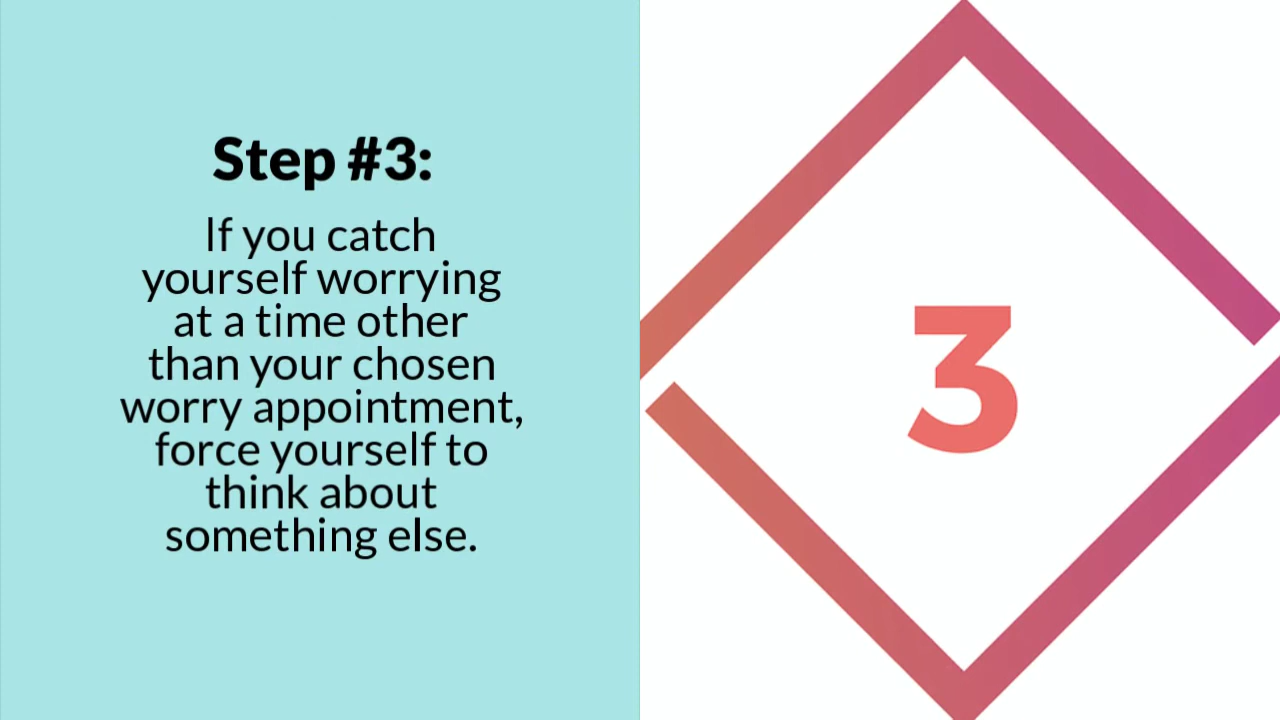 Step #3:
If you catch
yourself worrying
at a time other
than your chosen
worry appointment,
force yourself to
think about
something else.
3